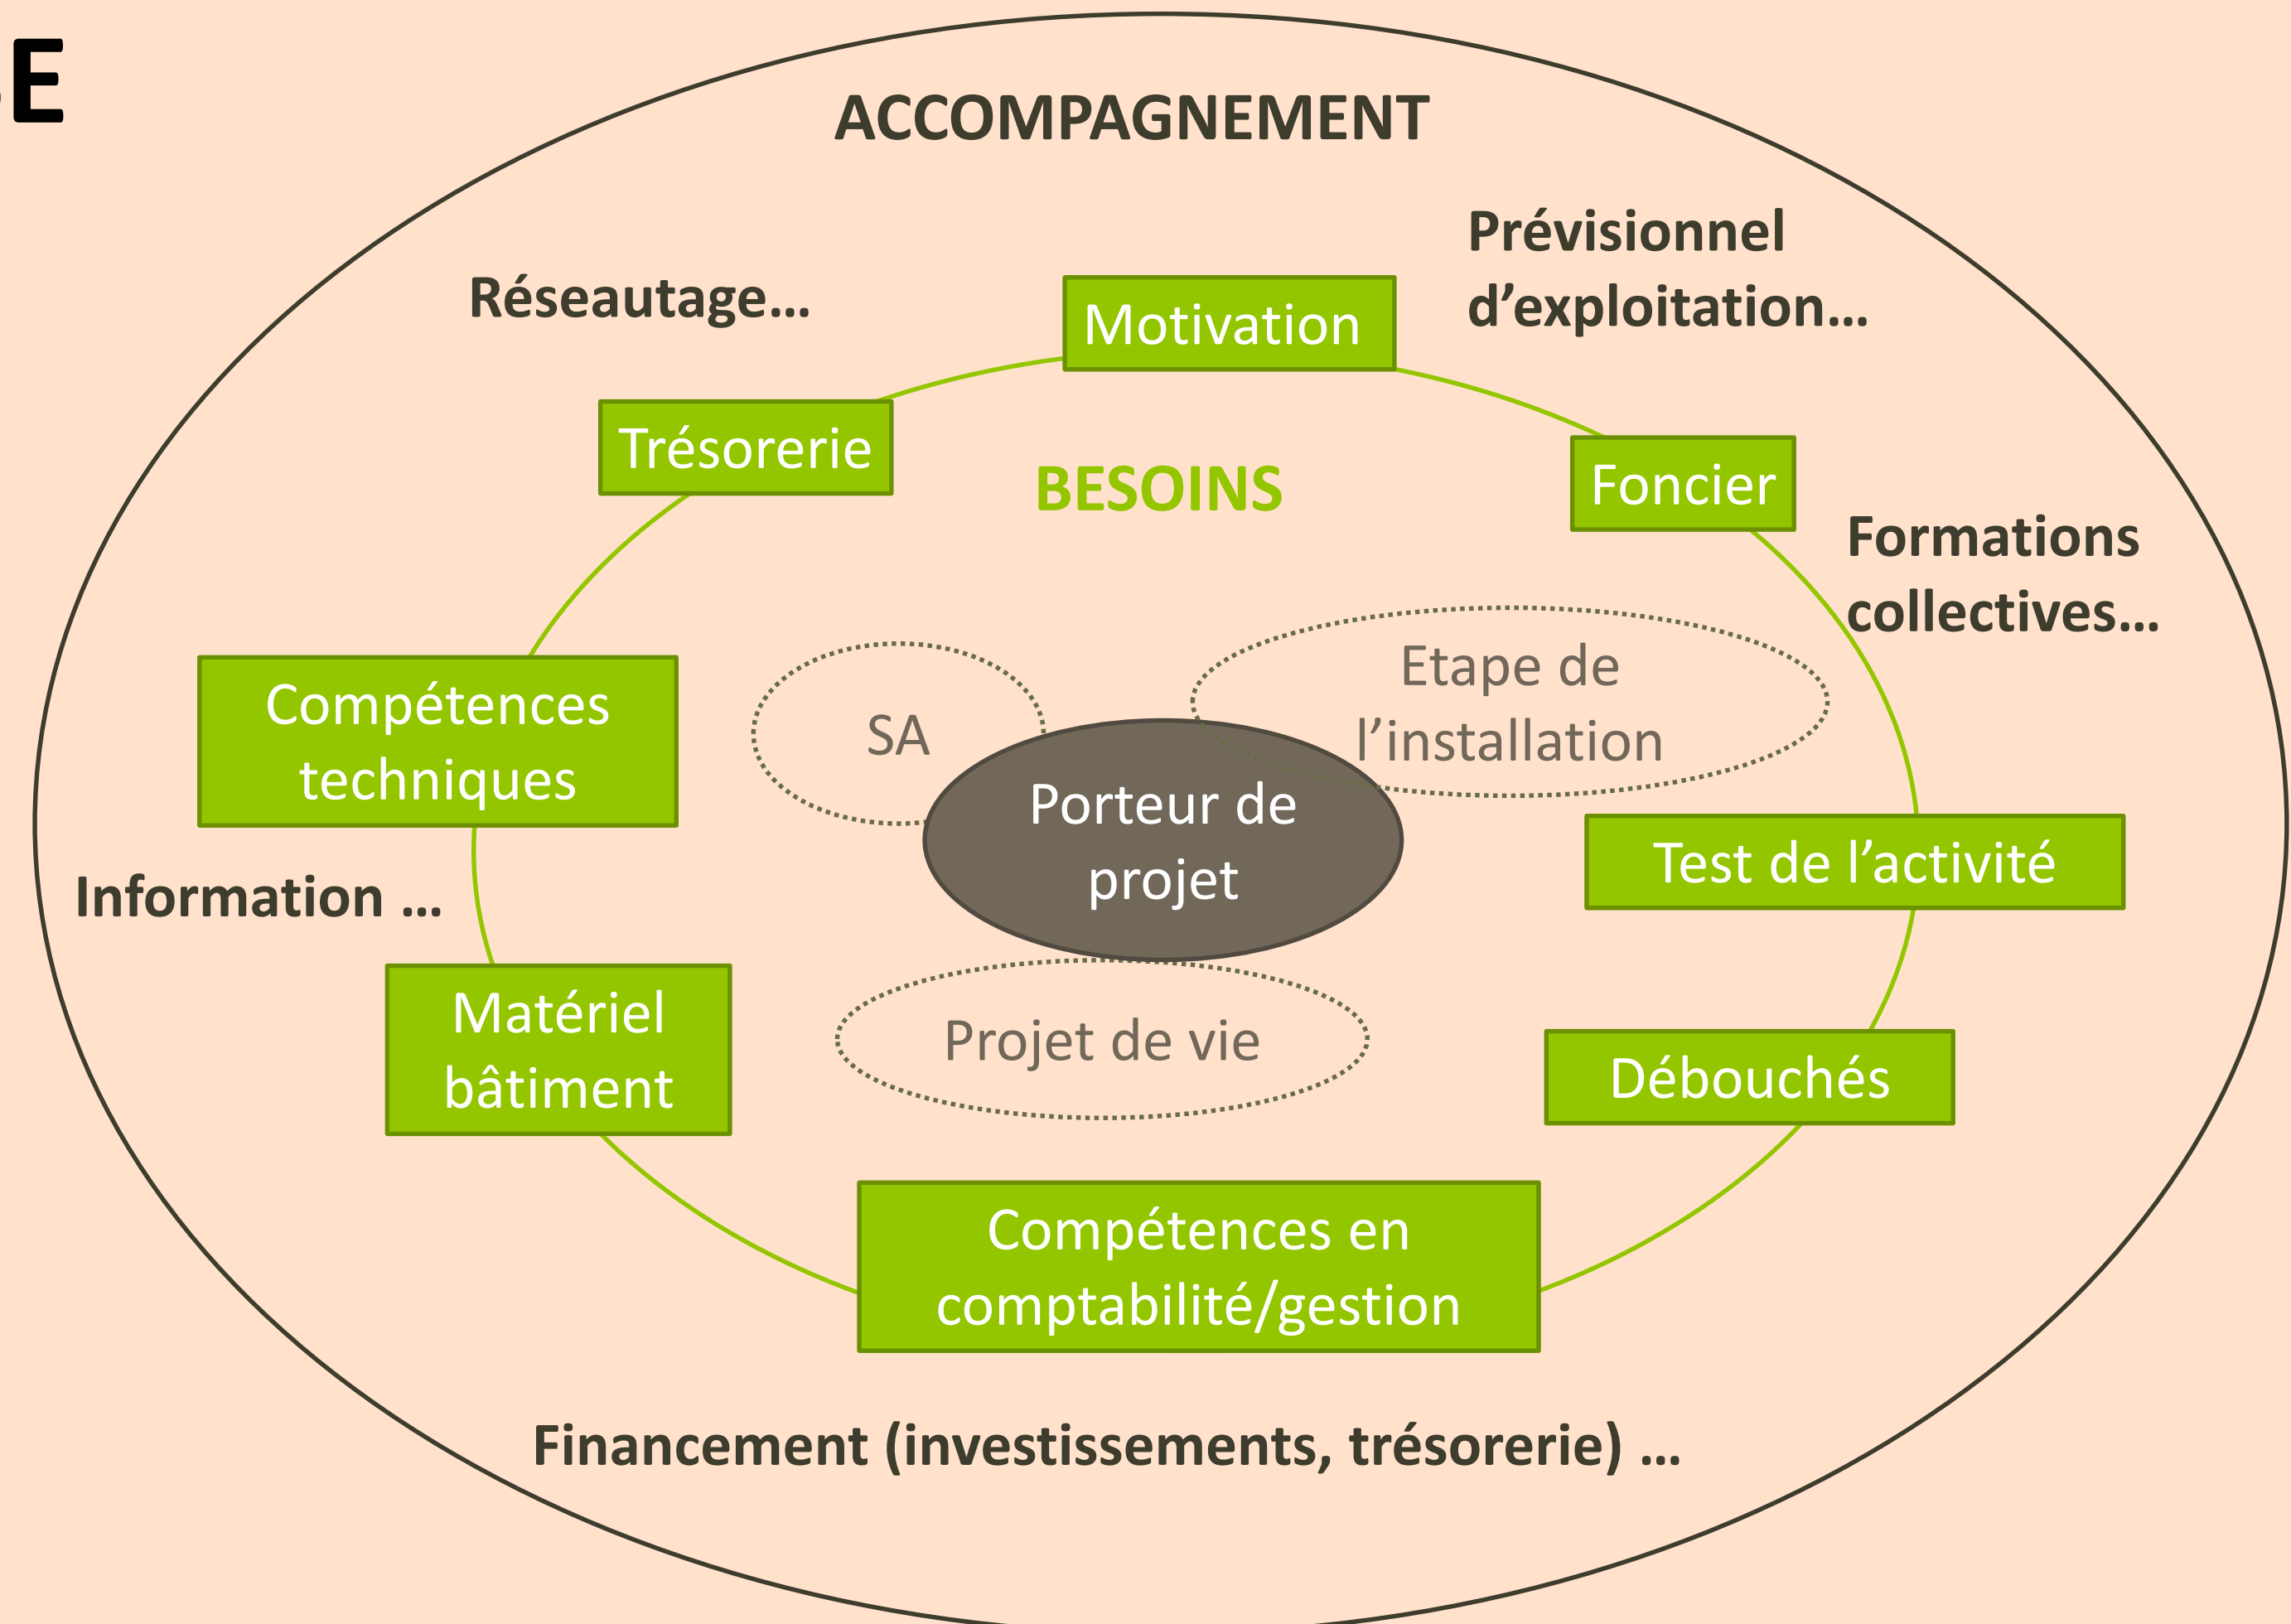 ACCOMPAGNEMENT
Prévisionnel
d’exploitation…
Réseautage…
Motivation
Trésorerie
BESOINS
Foncier
Formations
collectives…
Etape de
l’installation
SA
Compétences
techniques
Porteur de
projet
Test de l’activité
Information …
Matériel
bâtiment
Projet de vie
Débouchés
Compétences en
comptabilité/gestion
Financement (investissements, trésorerie) …